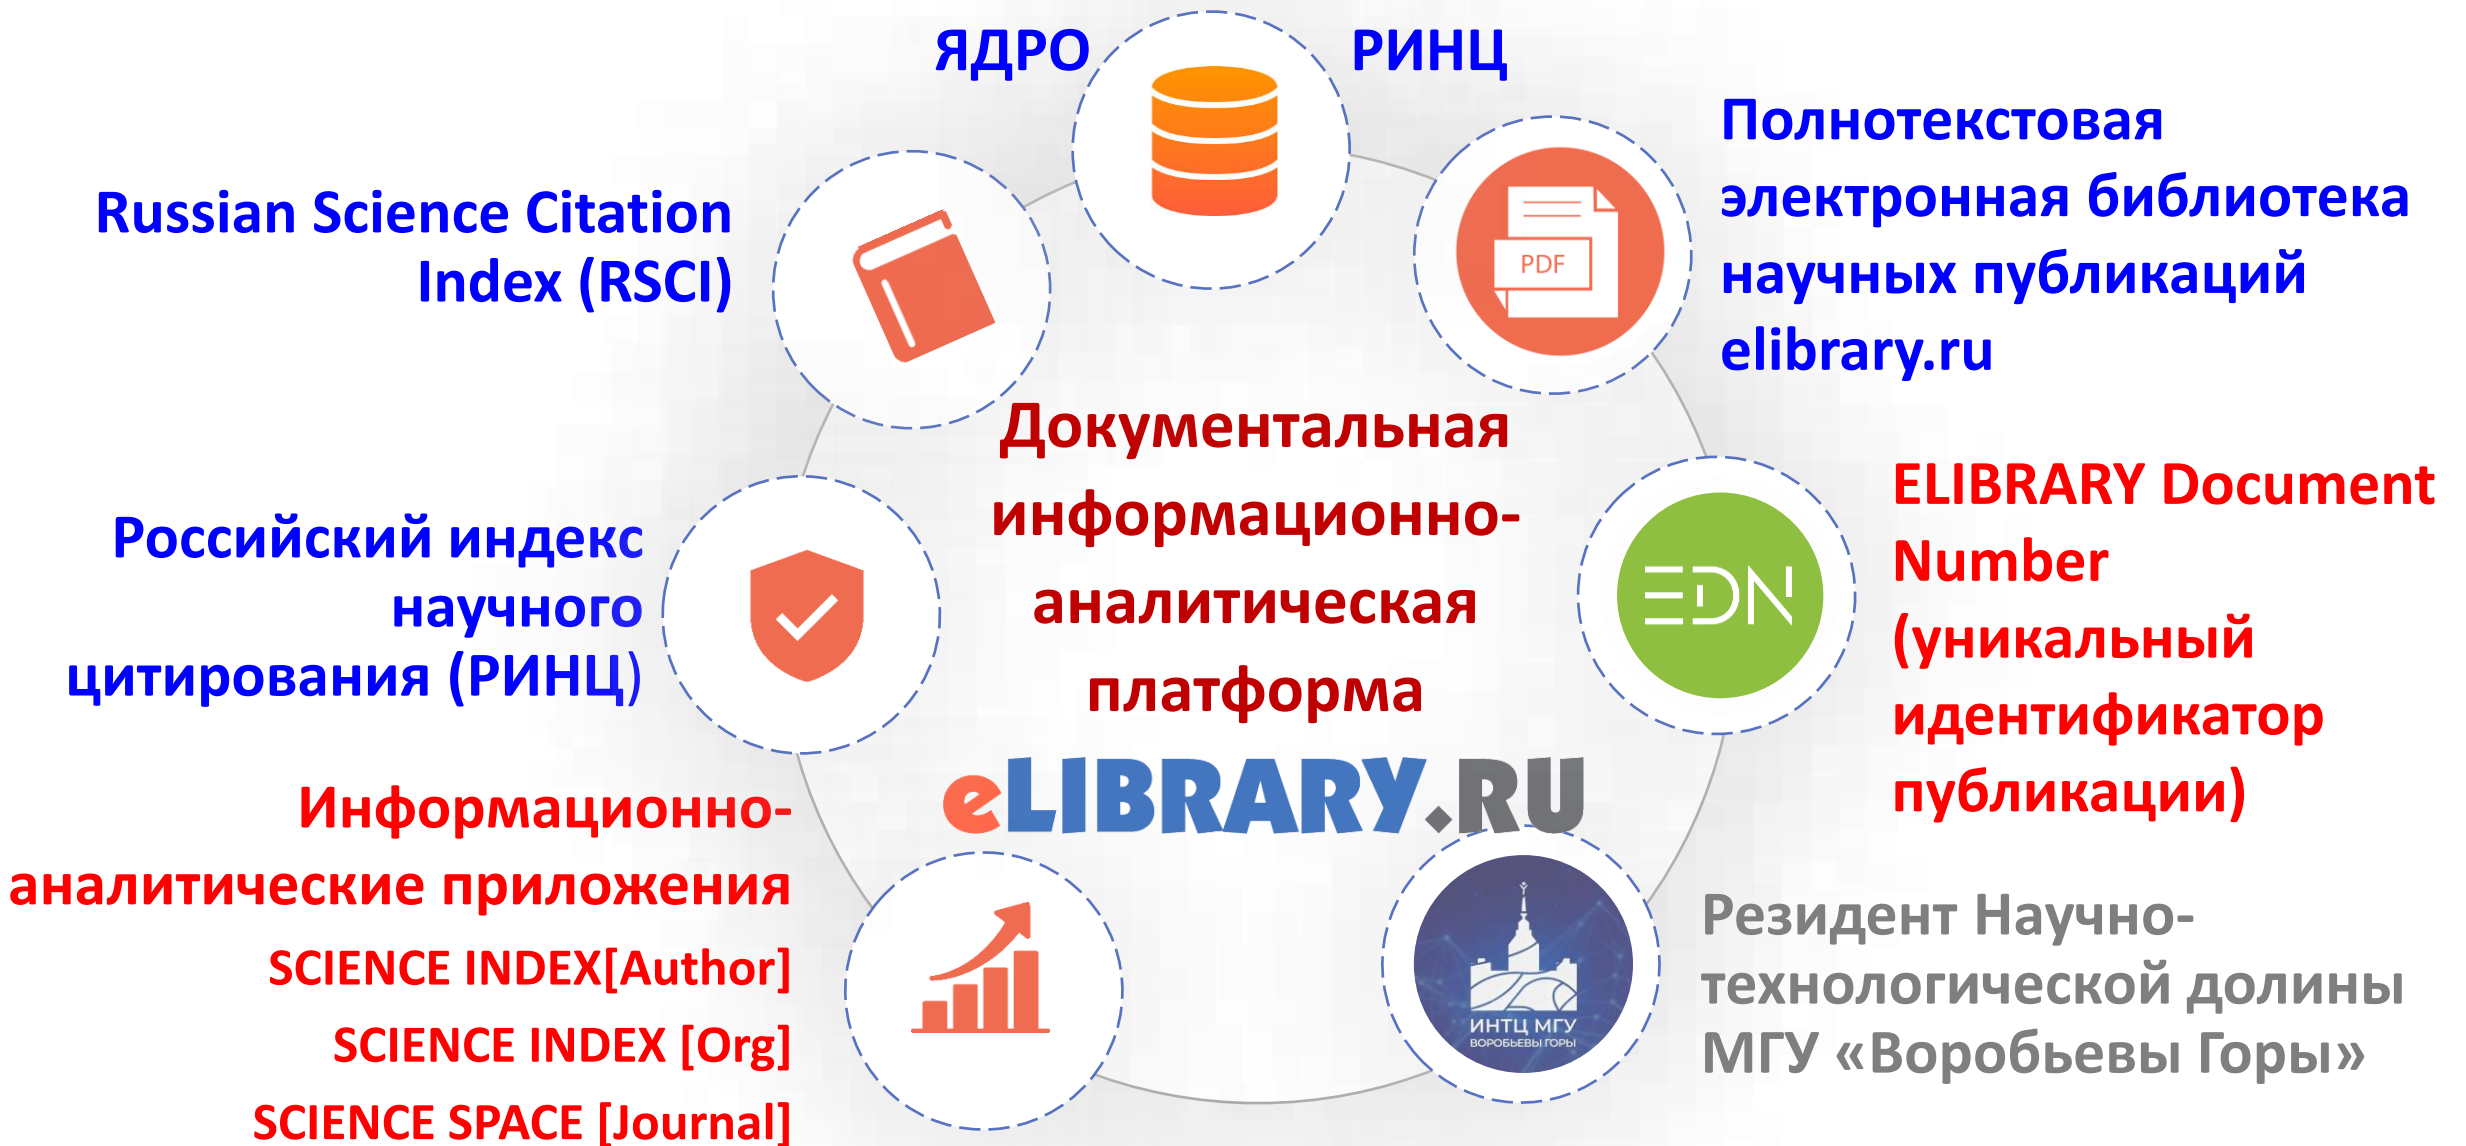 ЯДРО РИНЦ
Полнотекстовая
электронная библиотека
научных публикаций
elibrary.ru
PDF
Russian Science Citation
Index (RSCI)
Документальная
информационно-
аналитическая
платформа
eLIBRARY.RU
ELIBRARY Document
Number
(уникальный
идентификатор
публикации)
EDN
Российский индекс
научного
цитирования (РИНЦ)
Информационно-
аналитические приложения
SCIENCE INDEX[Author]
SCIENCE INDEX [Org]
SCIENCE SPACE [Journal]
ИНТЦ МГУ
ВОРОБЬЕВЫ ГОРЫ
Резидент Научно-
технологической долины
МГУ «Воробьевы Горы»